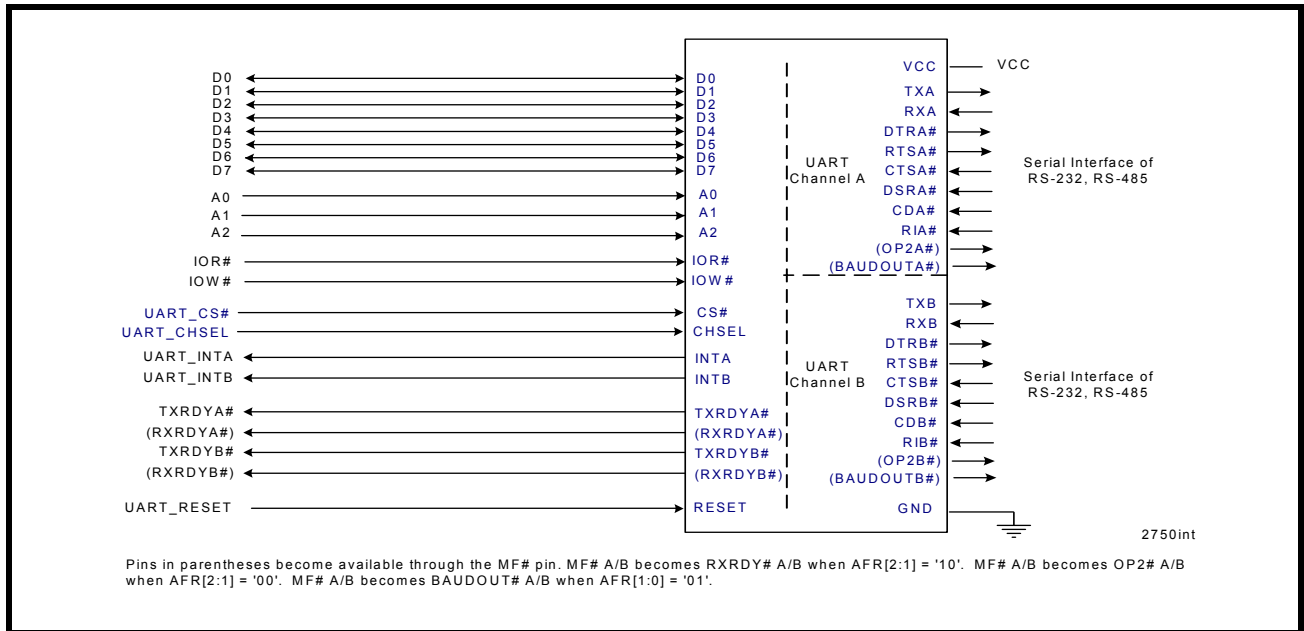 D0
D1
D2
D3
D4
D5
D6
D7
A0
A1
A2
IOR#
IOW#
UART_CS#
UART_CHSEL
UART_INTA
UART_INTB
TXRDYA#
(RXRDYA#)
TXRDYB#
(RXRDYB#)
UART_RESET
D0
D1
D2
D3
D4
D5
D6
D7
A0
A1
A2
IOR#
IOW#
CS#
CHSEL
INTA
INTB
TXRDYA#
(RXRDYA#)
TXRDYB#
(RXRDYB#)
RESET
UART
Channel A
UART
Channel B
VCC
TXA
RXA
DTRA#
RTSA#
CTSA#
DSRA#
CDA#
RIA#
(OP2A#)
(BAUDOUTA#)
TXB
RXB
DTRB#
RTSB#
CTSB#
DSRB#
CDB#
RIB#
(OP2B#)
(BAUDOUTB#)
GND
VCC
Serial Interface of
RS-232, RS-485
Serial Interface of
RS-232, RS-485
2750int
Pins in parentheses become available through the MF# pin. MF# A/B becomes RXRDY# A/B when AFR[2:1] = '10'. MF# A/B becomes OP2# A/B
when AFR[2:1] = '00'. MF# A/B becomes BAUDOUT# A/B when AFR[1:0] = '01'.